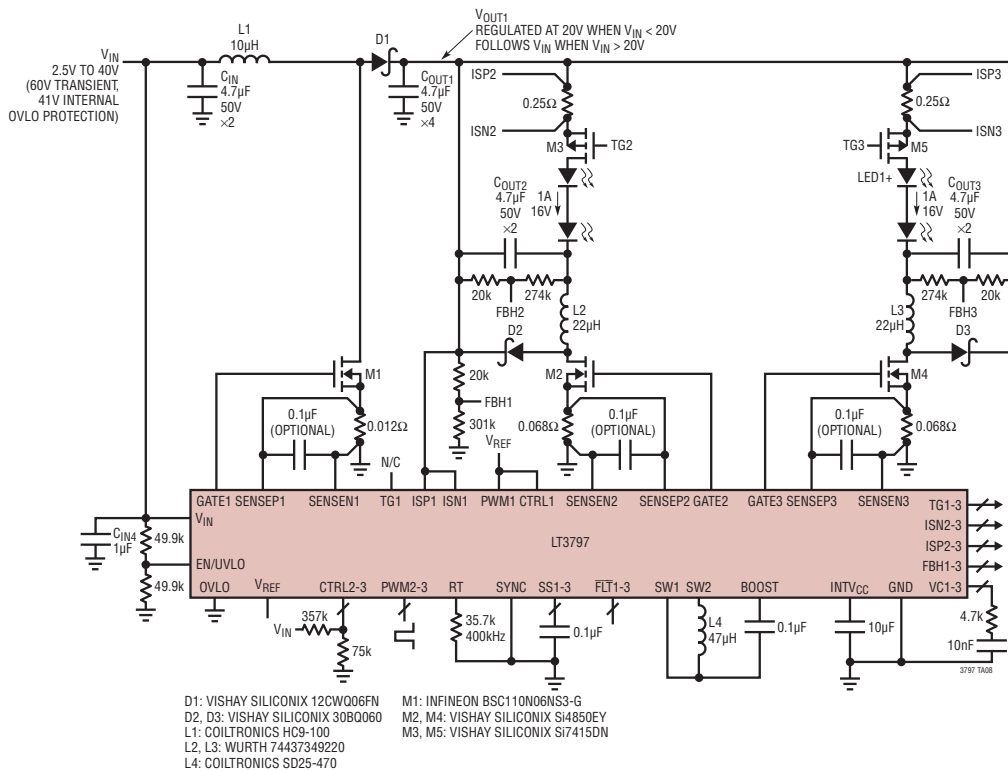 VOUT1
REGULATED AT 20V WHEN VIN < 20V
FOLLOWS VIN WHEN VIN > 20V
L1
10µH
D1
VIN
2.5V TO 40V
(60V TRANSIENT,
41V INTERNAL
OVLO PROTECTION)
CIN
4.7µF
50V
×2
COUT1
4.7µF
50V
×4
ISP2
0.25Ω
ISN2
M3
TG2
ISP3
0.25Ω
ISN3
TG3
M5
LED1+
COUT2
4.7µF
50V
×2
1A
16V
1A
16V
COUT3
4.7µF
50V
×2
20k
274k
FBH2
274k
20k
FBH3
L2
22µH
D2
L3
22µH
D3
M1
20k
FBH1
301k
M2
M4
0.1µF
(OPTIONAL)
0.012Ω
N/C
VREF
0.068Ω
0.1µF
(OPTIONAL)
0.1µF
(OPTIONAL)
0.068Ω
GATE1 SENSEP1 SENSEN1 TG1 ISP1 ISN1 PWM1 CTRL1 SENSEN2 SENSEP2 GATE2 GATE3 SENSEP3 SENSEN3
VIN
LT3797
TG1-3
ISN2-3
ISP2-3
FBH1-3
VC1-3
CIN4
1µF
49.9k
EN/UVLO
49.9k
OVLO VREF CTRL2-3 PWM2-3 RT SYNC SS1-3 FLT1-3 SW1 SW2 BOOST INTVCC GND
VIN
357k
75k
35.7k
400kHz
0.1µF
L4
47µH
0.1µF
10µF
4.7k
10nF
3797 TA08
D1: VISHAY SILICONIX 12CWQ06FN
D2, D3: VISHAY SILICONIX 30BQ060
L1: COILTRONICS HC9-100
L2, L3: WURTH 74437349220
L4: COILTRONICS SD25-470
M1: INFINEON BSC110N06NS3-G
M2, M4: VISHAY SILICONIX Si4850EY
M3, M5: VISHAY SILICONIX Si7415DN